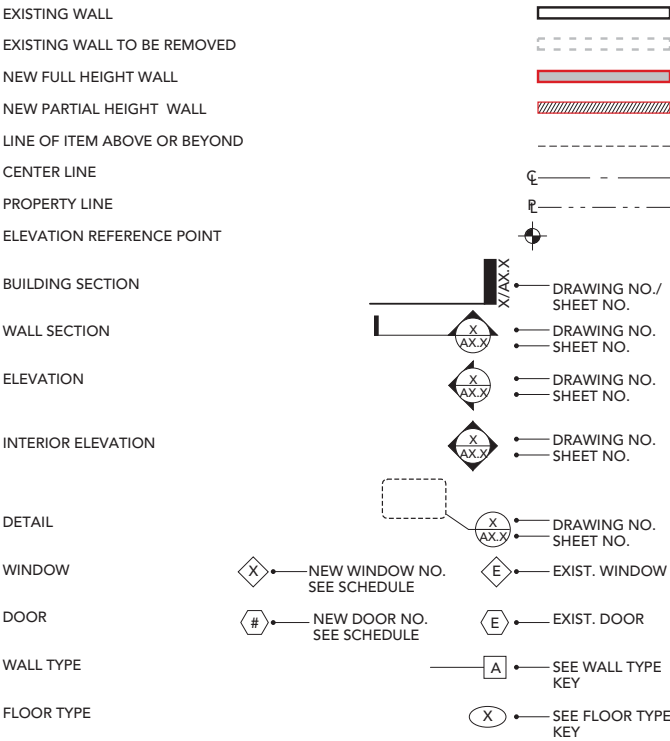 EXISTING WALL
EXISTING WALL TO BE REMOVED
NEW FULL HEIGHT WALL
NEW PARTIAL HEIGHT WALL
LINE OF ITEM ABOVE OR BEYOND
CENTER LINE
℄
PROPERTY LINE
⅊
ELEVATION REFERENCE POINT
BUILDING SECTION
X/AX.X
DRAWING NO./
SHEET NO.
WALL SECTION
X
AX.X
DRAWING NO.
SHEET NO.
ELEVATION
X
AX.X
DRAWING NO.
SHEET NO.
INTERIOR ELEVATION
X
AX.X
DRAWING NO.
SHEET NO.
DETAIL
X
AX.X
DRAWING NO.
SHEET NO.
WINDOW
X
NEW WINDOW NO.
SEE SCHEDULE
E
EXIST. WINDOW
DOOR
#
NEW DOOR NO.
SEE SCHEDULE
E
EXIST. DOOR
WALL TYPE
A
SEE WALL TYPE
KEY
FLOOR TYPE
X
SEE FLOOR TYPE
KEY